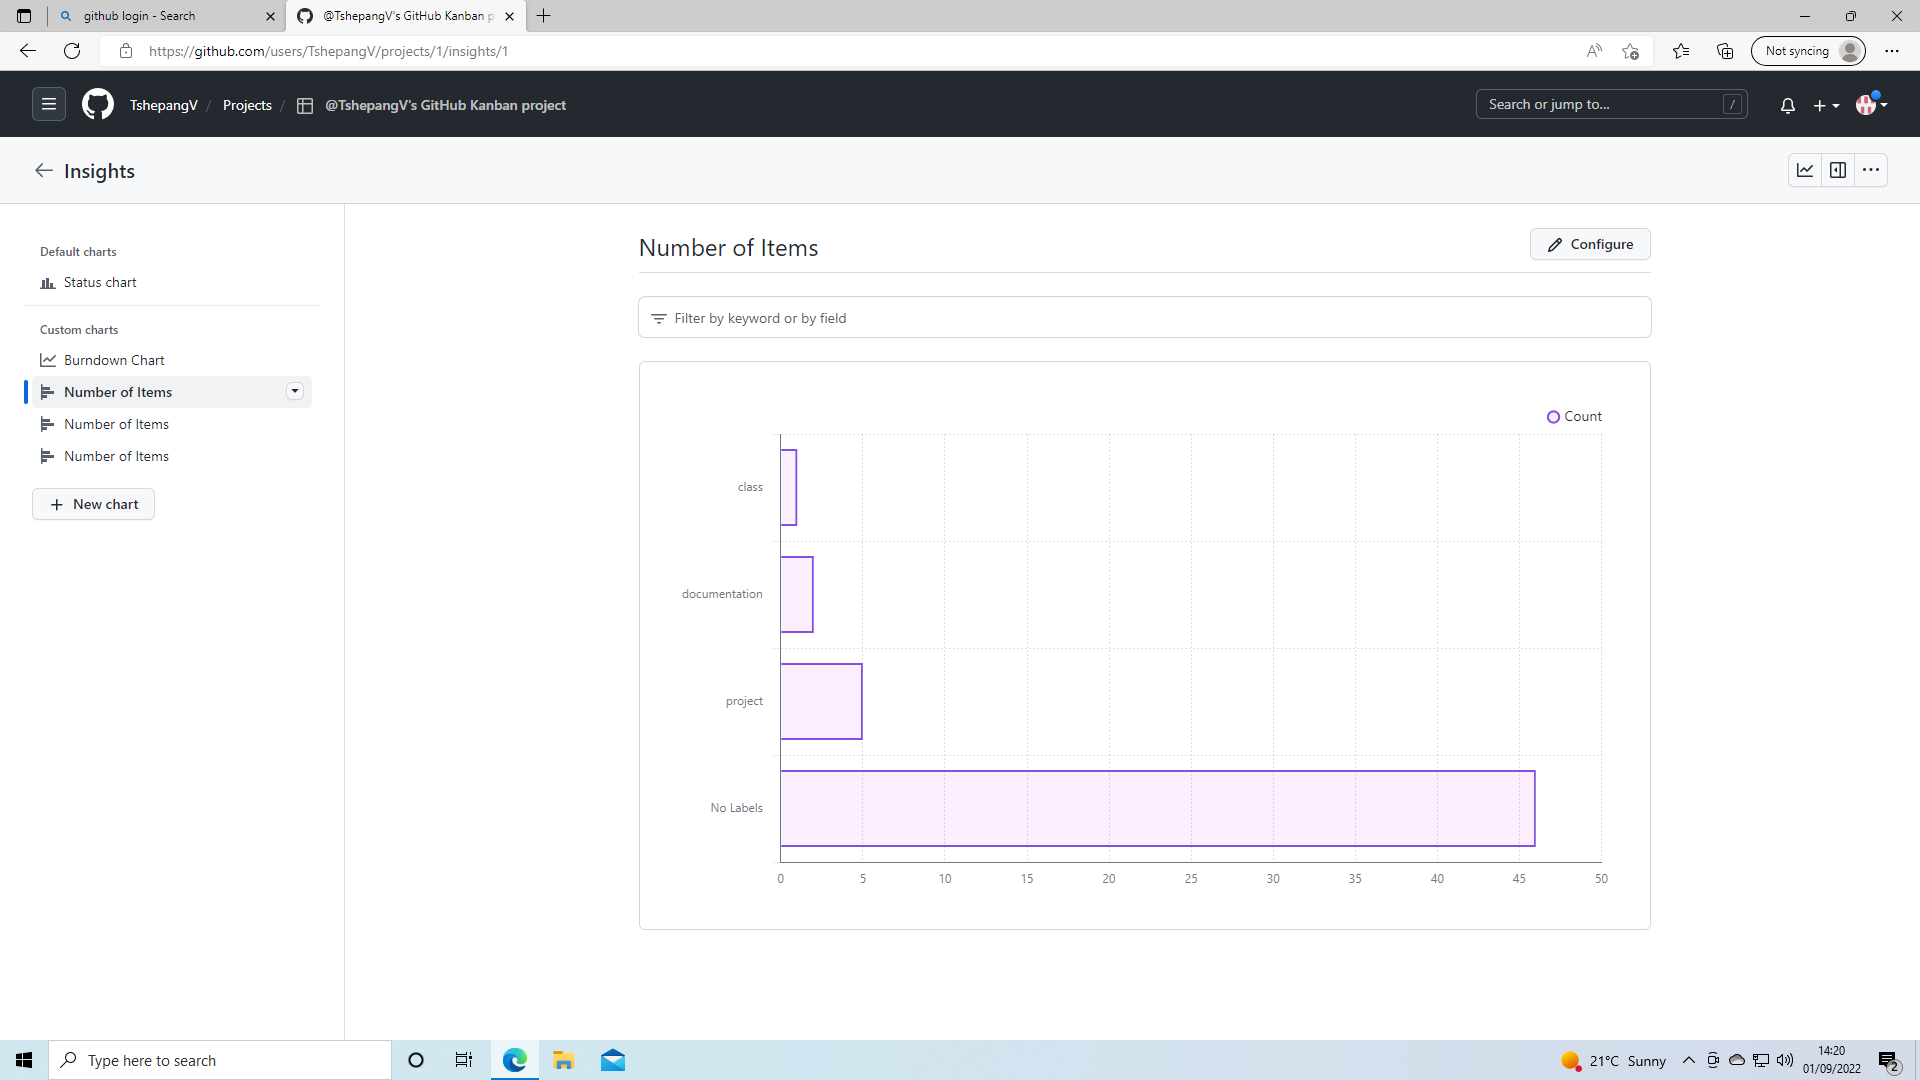 github login - Search
@TshepangV's GitHub Kanban p
https://github.com/users/TshepangV/projects/1/insights/1
Not syncing
TshepangV / Projects / @TshepangV's GitHub Kanban project
Search or jump to... /
Insights
Default charts
Status chart
Custom charts
Burndown Chart
Number of Items
Number of Items
Number of Items
New chart
Number of Items
Configure
Filter by keyword or by field
Count
class
documentation
project
No Labels
0 5 10 15 20 25 30 35 40 45 50
Type here to search
21°C Sunny
14:20
01/09/2022
2